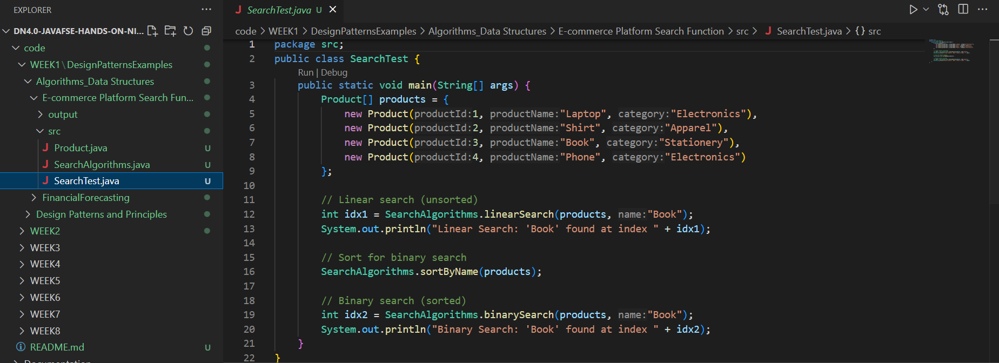 EXPLORER
DN4.0-JAVAFSE-HANDS-ON-NI...
code
WEEK1\DesignPatternsExamples
Algorithms_Data Structures
E-commerce Platform Search Fun...
output
src
Product.java U
SearchAlgorithms.java U
SearchTest.java U
FinancialForecasting
Design Patterns and Principles
WEEK2
WEEK3
WEEK4
WEEK5
WEEK6
WEEK7
WEEK8
README.md U
SearchTest.java U
code > WEEK1 > DesignPatternsExamples > Algorithms_Data Structures > E-commerce Platform Search Function > src > SearchTest.java > {} src
1 package src;
2 public class SearchTest {
Run | Debug
3 public static void main(String[] args) {
4 Product[] products = {
5 new Product(productId:1, productName:"Laptop", category:"Electronics"),
6 new Product(productId:2, productName:"Shirt", category:"Apparel"),
7 new Product(productId:3, productName:"Book", category:"Stationery"),
8 new Product(productId:4, productName:"Phone", category:"Electronics")
9 };
10
11 // Linear search (unsorted)
12 int idx1 = SearchAlgorithms.linearSearch(products, name:"Book");
13 System.out.println("Linear Search: 'Book' found at index " + idx1);
14
15 // Sort for binary search
16 SearchAlgorithms.sortByName(products);
17
18 // Binary search (sorted)
19 int idx2 = SearchAlgorithms.binarySearch(products, name:"Book");
20 System.out.println("Binary Search: 'Book' found at index " + idx2);
21 }
22 }